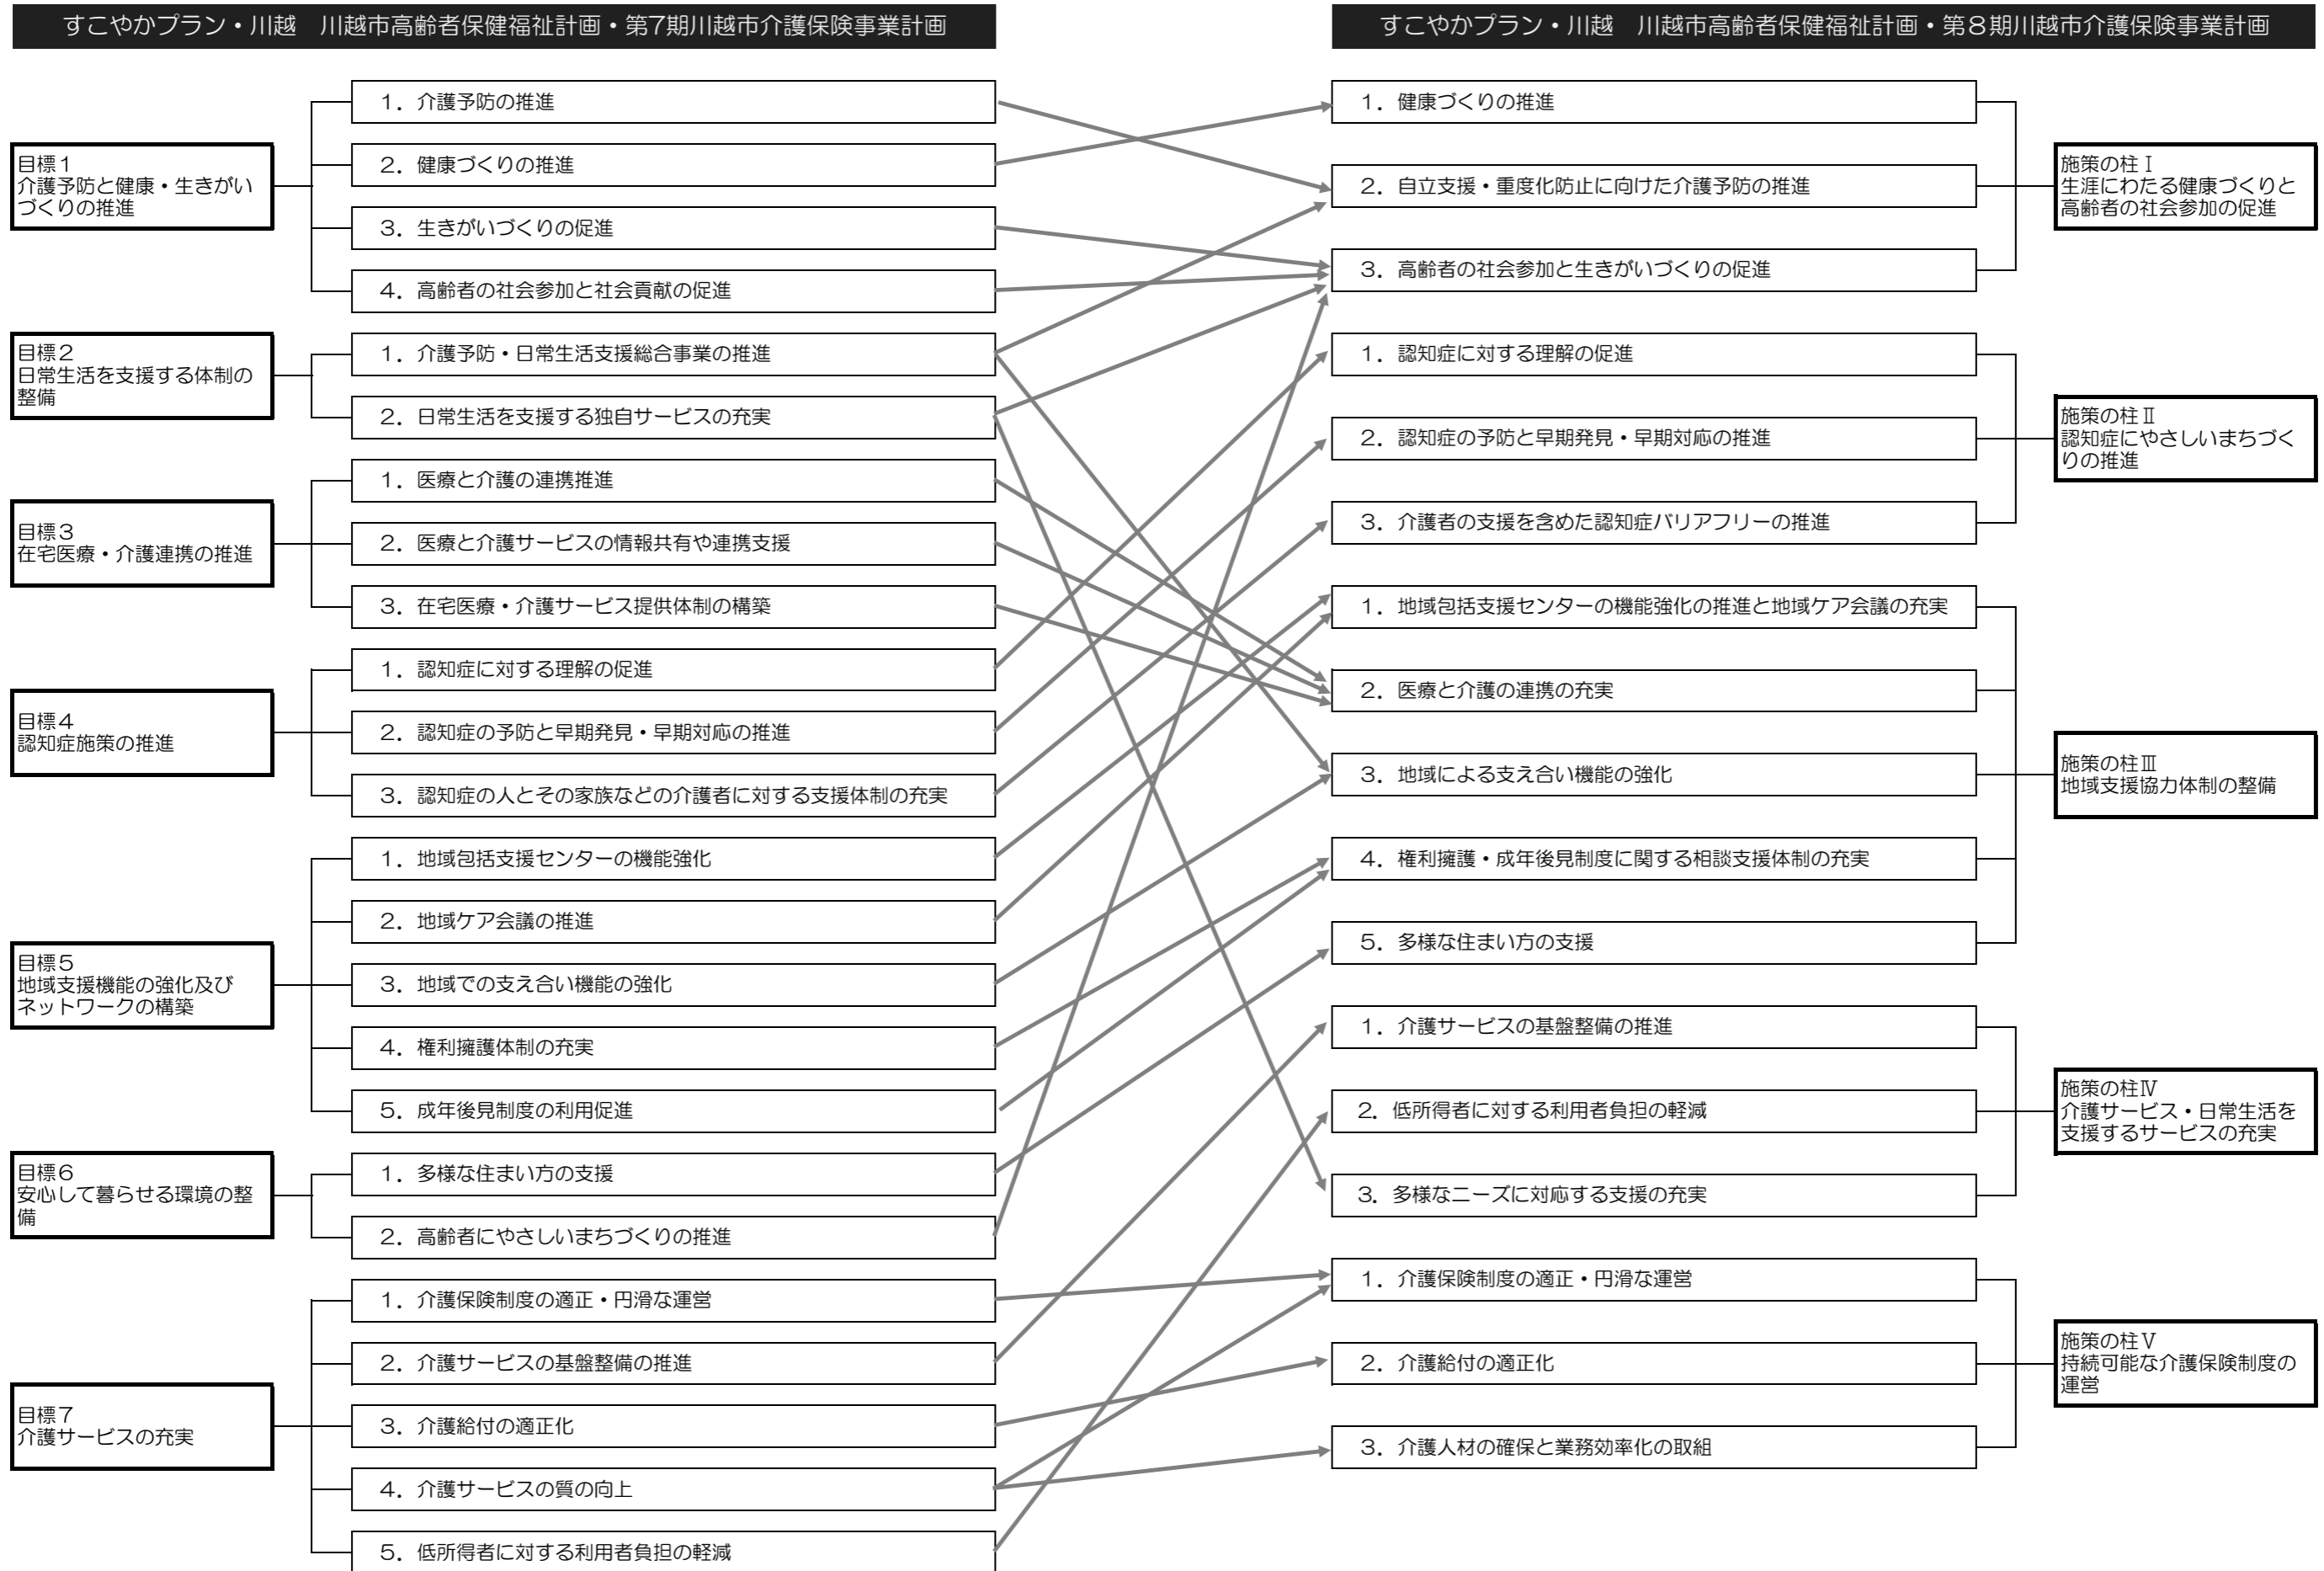 すこやかプラン・川越　川越市高齢者保健福祉計画・第7期川越市介護保険事業計画
目標１
介護予防と健康・生きがい
づくりの推進
１．介護予防の推進
２．健康づくりの推進
３．生きがいづくりの促進
４．高齢者の社会参加と社会貢献の促進
目標２
日常生活を支援する体制の
整備
１．介護予防・日常生活支援総合事業の推進
２．日常生活を支援する独自サービスの充実
目標３
在宅医療・介護連携の推進
１．医療と介護の連携推進
２．医療と介護サービスの情報共有や連携支援
３．在宅医療・介護サービス提供体制の構築
目標４
認知症施策の推進
１．認知症に対する理解の促進
２．認知症の予防と早期発見・早期対応の推進
３．認知症の人とその家族などの介護者に対する支援体制の充実
目標５
地域支援機能の強化及び
ネットワークの構築
１．地域包括支援センターの機能強化
２．地域ケア会議の推進
３．地域での支え合い機能の強化
４．権利擁護体制の充実
５．成年後見制度の利用促進
目標６
安心して暮らせる環境の整
備
１．多様な住まい方の支援
２．高齢者にやさしいまちづくりの推進
目標７
介護サービスの充実
１．介護保険制度の適正・円滑な運営
２．介護サービスの基盤整備の推進
３．介護給付の適正化
４．介護サービスの質の向上
５．低所得者に対する利用者負担の軽減
すこやかプラン・川越　川越市高齢者保健福祉計画・第８期川越市介護保険事業計画
１．健康づくりの推進
２．自立支援・重度化防止に向けた介護予防の推進
３．高齢者の社会参加と生きがいづくりの促進
施策の柱Ⅰ
生涯にわたる健康づくりと
高齢者の社会参加の促進
１．認知症に対する理解の促進
２．認知症の予防と早期発見・早期対応の推進
３．介護者の支援を含めた認知症バリアフリーの推進
施策の柱Ⅱ
認知症にやさしいまちづく
りの推進
１．地域包括支援センターの機能強化の推進と地域ケア会議の充実
２．医療と介護の連携の充実
３．地域による支え合い機能の強化
４．権利擁護・成年後見制度に関する相談支援体制の充実
５．多様な住まい方の支援
施策の柱Ⅲ
地域支援協力体制の整備
１．介護サービスの基盤整備の推進
２．低所得者に対する利用者負担の軽減
３．多様なニーズに対応する支援の充実
施策の柱Ⅳ
介護サービス・日常生活を
支援するサービスの充実
１．介護保険制度の適正・円滑な運営
２．介護給付の適正化
３．介護人材の確保と業務効率化の取組
施策の柱Ⅴ
持続可能な介護保険制度の
運営